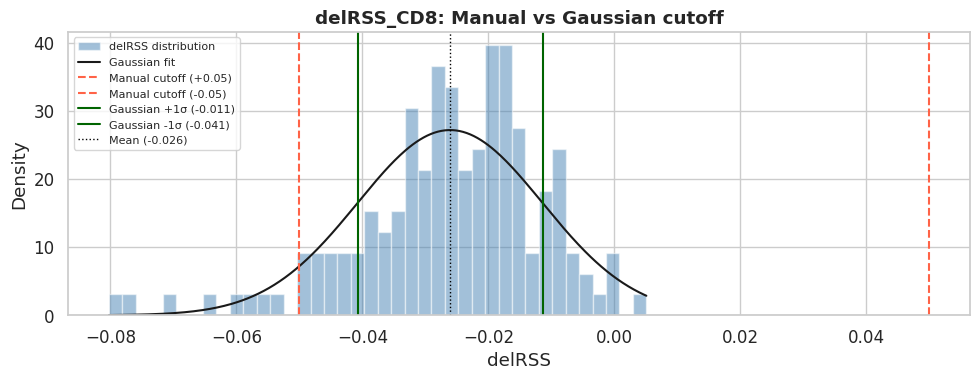 delRSS_CD8: Manual vs Gaussian cutoff
delRSS distribution
Gaussian fit
Manual cutoff (+0.05)
Manual cutoff (-0.05)
Gaussian +1σ (-0.011)
Gaussian -1σ (-0.041)
Mean (-0.026)
Density
40
30
20
10
0
−0.08 −0.06 −0.04 −0.02 0.00 0.02 0.04
delRSS